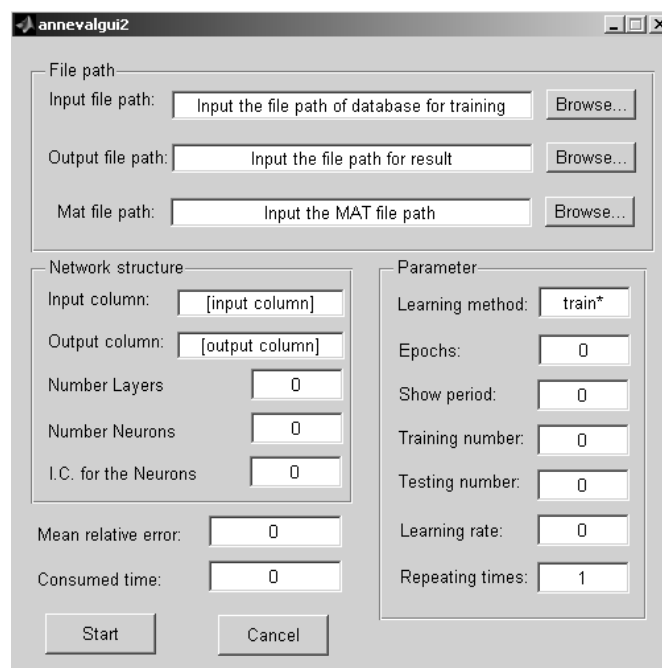 annevalgui2
File path
Input file path: Input the file path of database for training Browse...
Output file path: Input the file path for result Browse...
Mat file path: Input the MAT file path Browse...
Network structure
Input column: [input column]
Output column: [output column]
Number Layers 0
Number Neurons 0
I.C. for the Neurons 0
Parameter
Learning method: train*
Epochs: 0
Show period: 0
Training number: 0
Testing number: 0
Learning rate: 0
Repeating times: 1
Mean relative error: 0
Consumed time: 0
Start Cancel